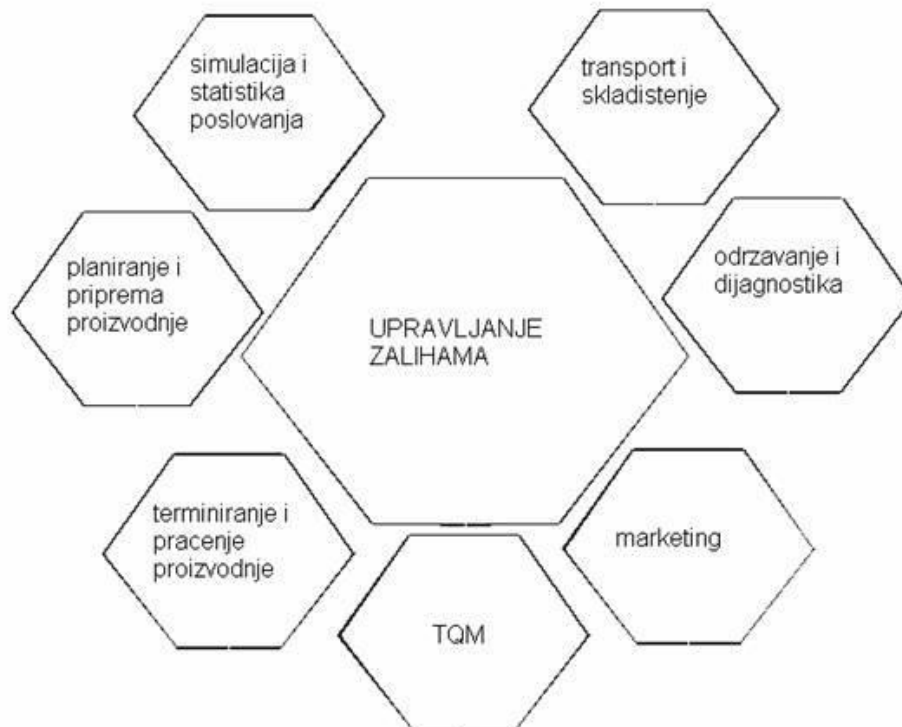 simulacija i
statistika
poslovanja
transport i
skladistenje
planiranje i
priprema
proizvodnje
odrzavanje i
dijagnostika
UPRAVLJANJE
ZALIHAMA
terminiranje i
pracenje
proizvodnje
marketing
TQM